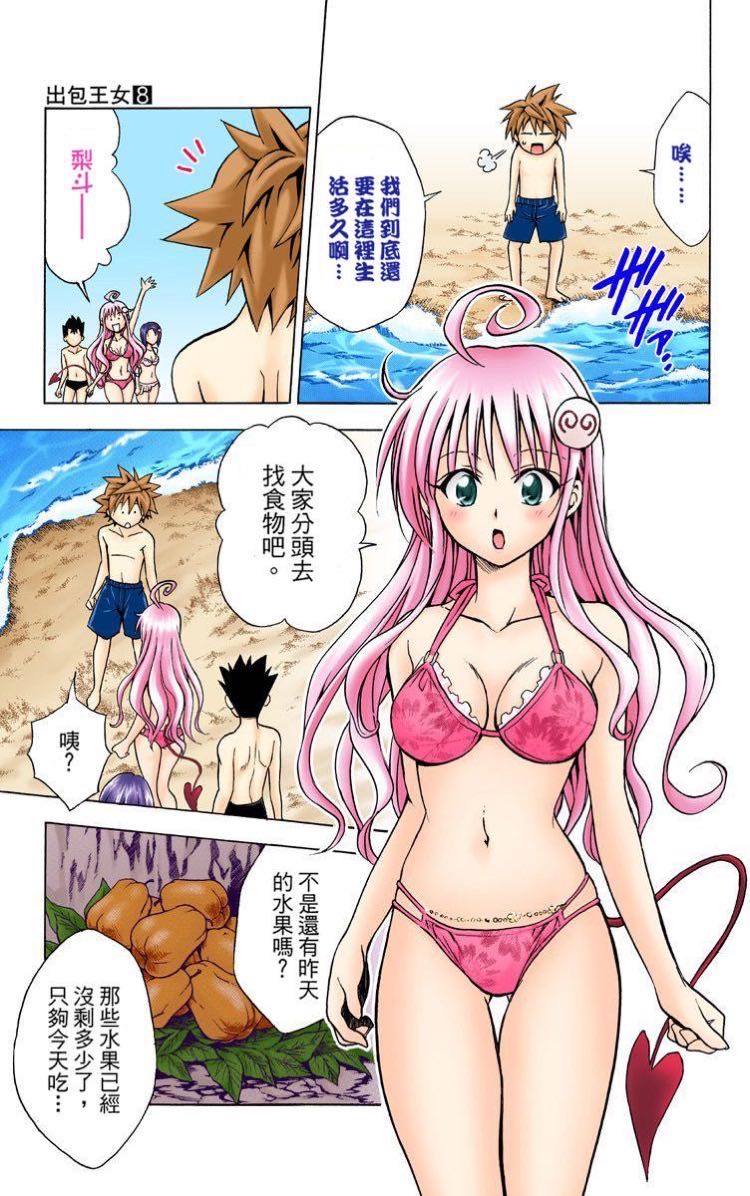 出包王女8
唉……
我們到底還
要在這裡生
活多久啊…
梨斗——
大家分頭去
找食物吧。
咦？
不是還有昨天
的水果嗎？
那些水果已經
沒剩多少了，
只夠今天吃…